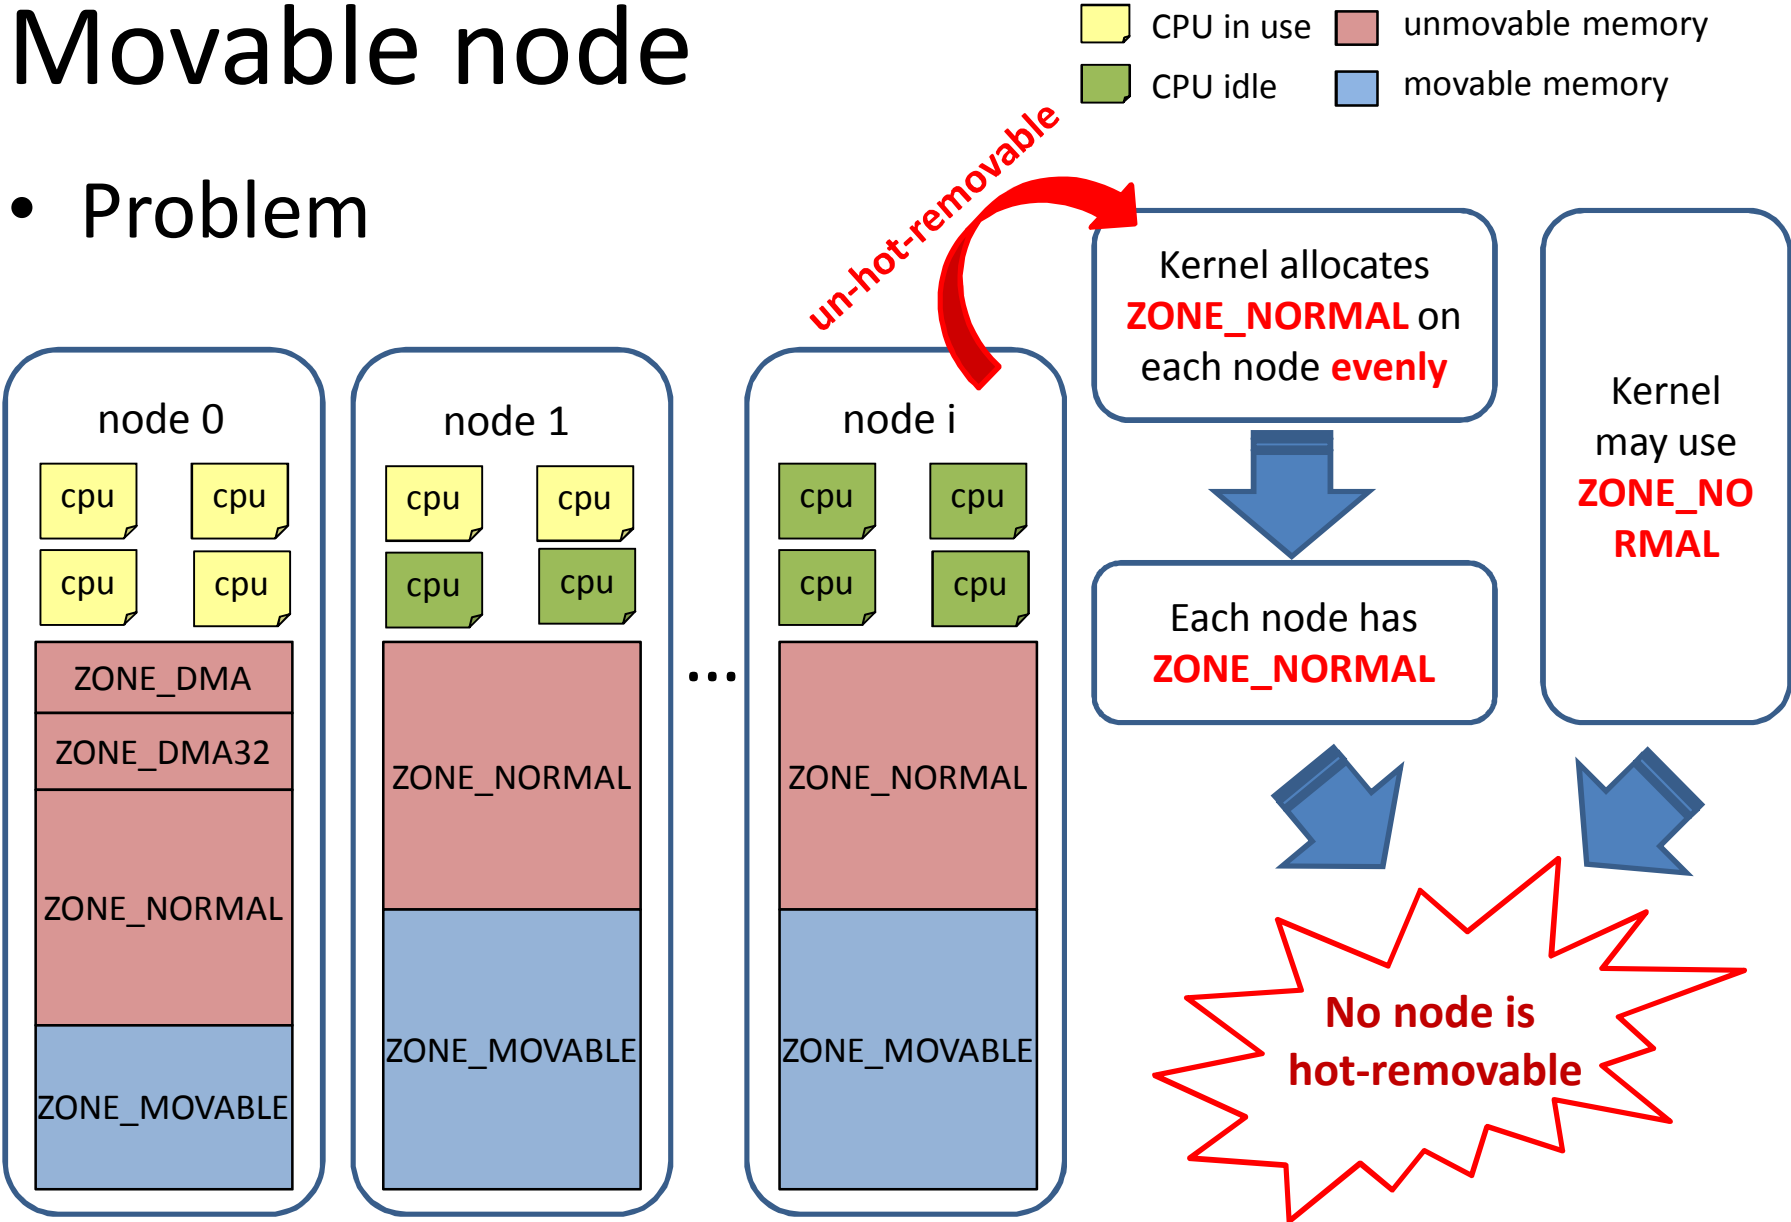 Movable node
CPU in use
unmovable memory
CPU idle
movable memory
• Problem
un-hot-removable
node 0
cpu
cpu
cpu
cpu
ZONE_DMA
ZONE_DMA32
ZONE_NORMAL
ZONE_MOVABLE
node 1
cpu
cpu
cpu
cpu
ZONE_NORMAL
ZONE_MOVABLE
...
node i
cpu
cpu
cpu
cpu
ZONE_NORMAL
ZONE_MOVABLE
Kernel allocates
ZONE_NORMAL on
each node evenly
Each node has
ZONE_NORMAL
Kernel
may use
ZONE_NO
RMAL
No node is
hot-removable